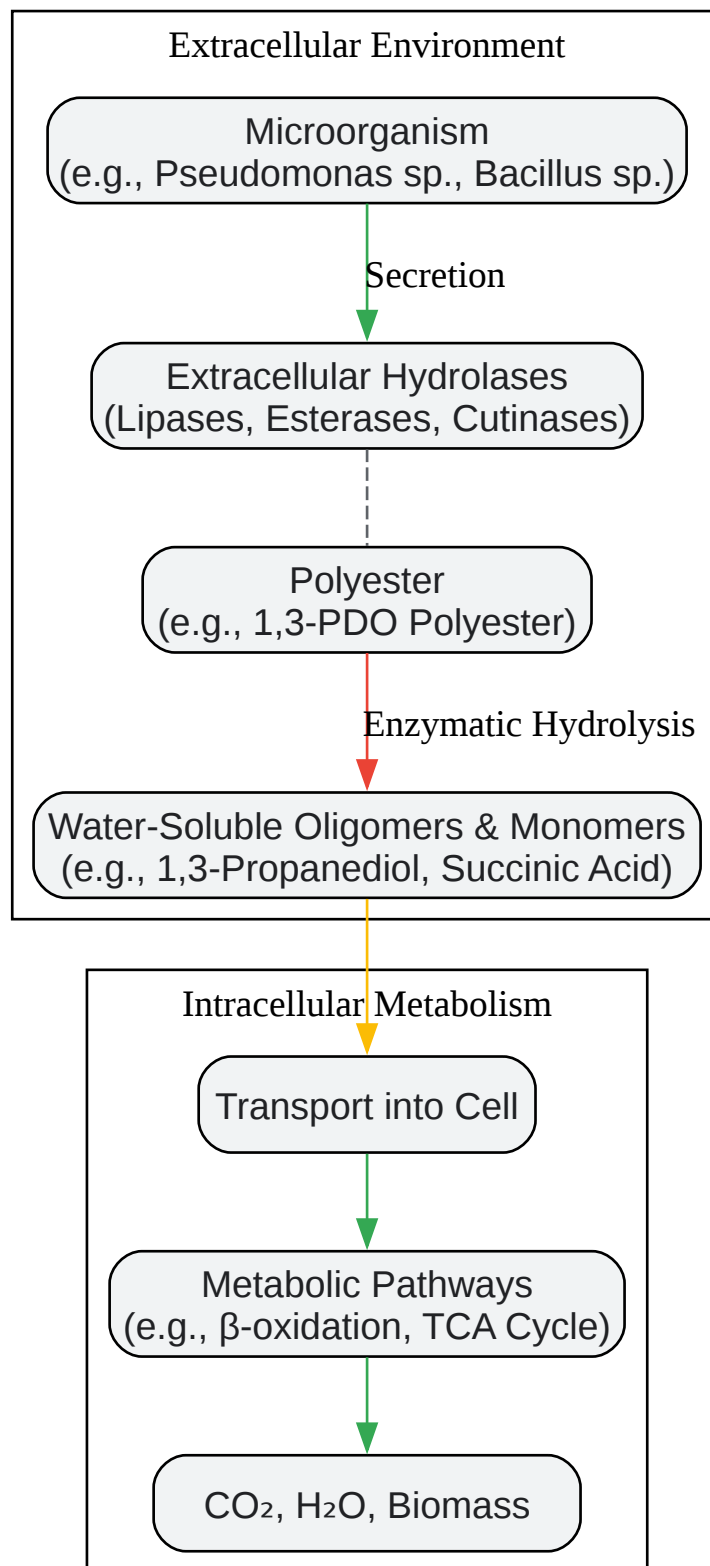 Extracellular Environment
Microorganism
(e.g., Pseudomonas sp., Bacillus sp.)
Secretion
Extracellular Hydrolases
(Lipases, Esterases, Cutinases)
Polyester
(e.g., 1,3-PDO Polyester)
Enzymatic Hydrolysis
Water-Soluble Oligomers & Monomers
(e.g., 1,3-Propanediol, Succinic Acid)
Intracellular Metabolism
Transport into Cell
Metabolic Pathways
(e.g., β-oxidation, TCA Cycle)
CO₂, H₂O, Biomass